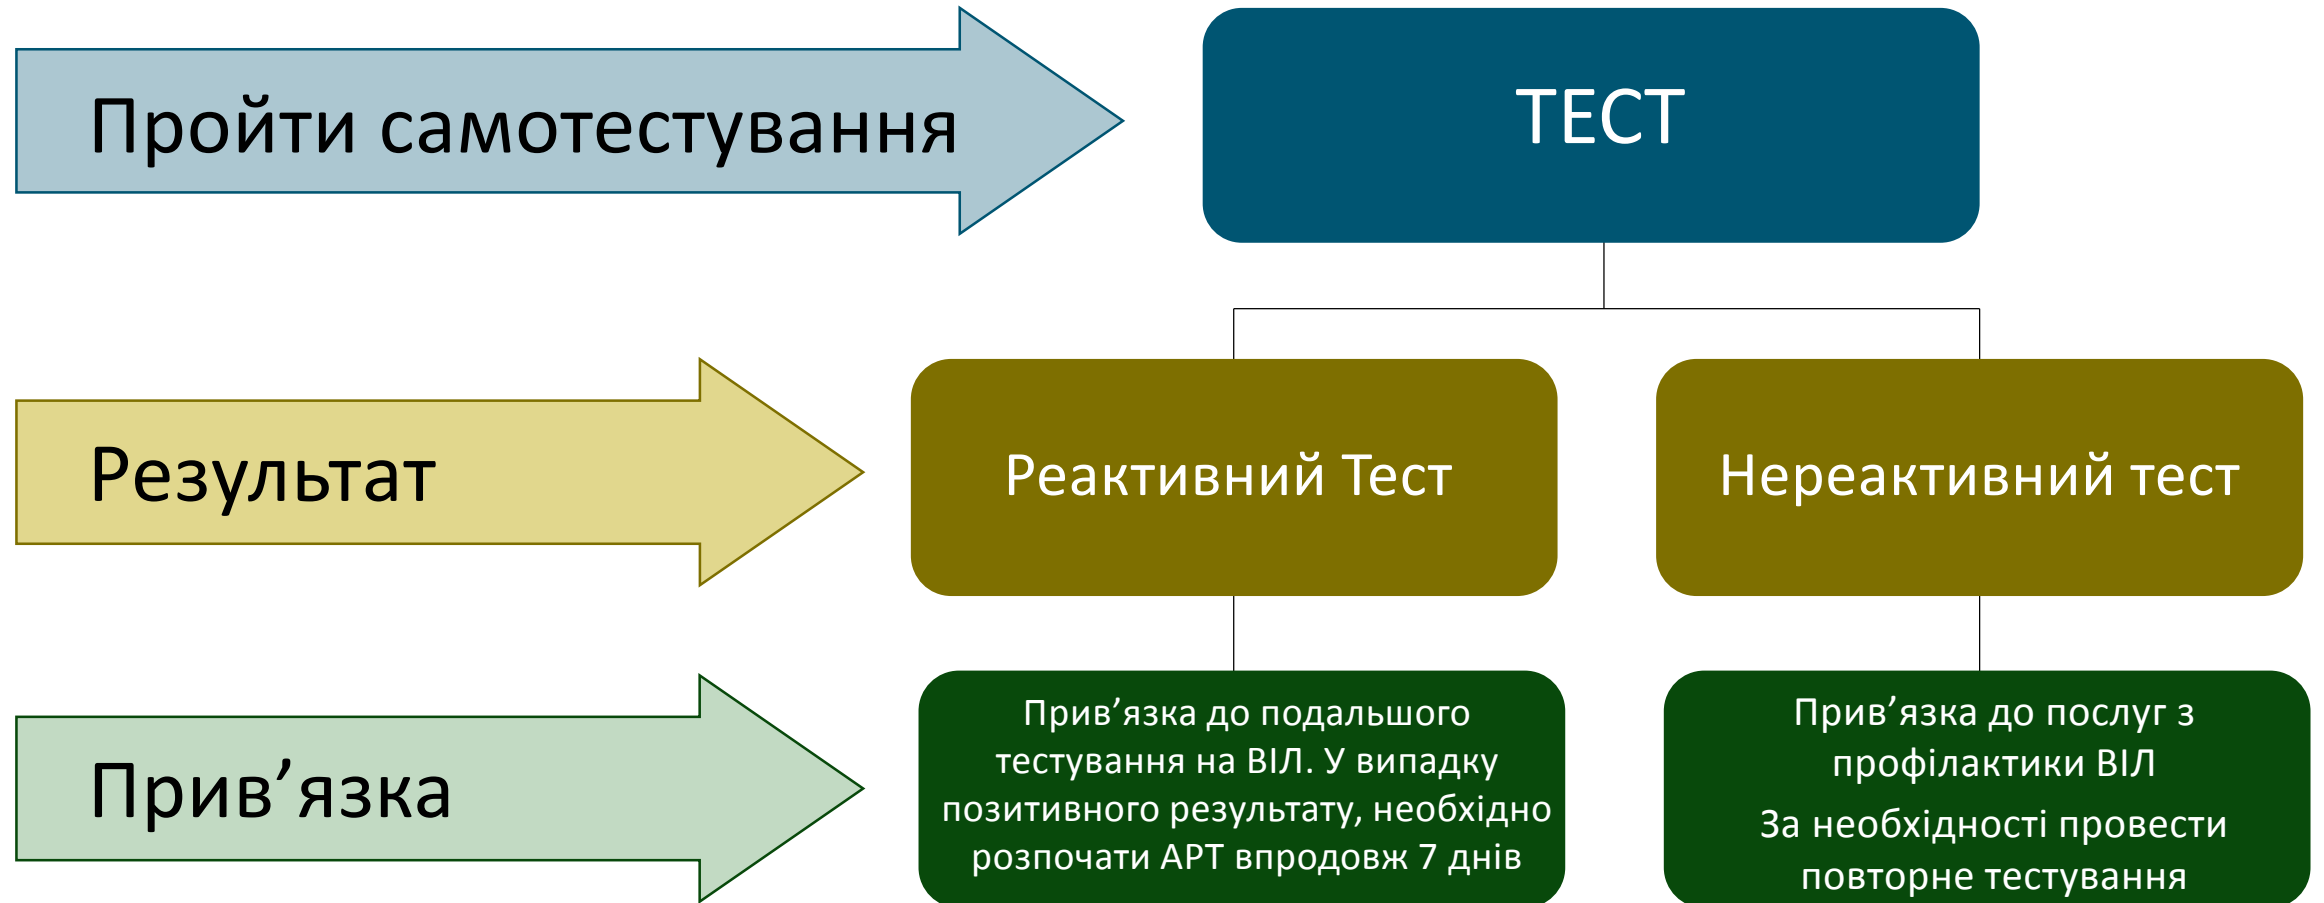 Пройти самотестування
ТЕСТ
Результат
Реактивний Тест
Нереактивний тест
Прив’язка
Прив’язка до подальшого
тестування на ВІЛ. У випадку
позитивного результату, необхідно
розпочати АРТ впродовж 7 днів
Прив’язка до послуг з
профілактики ВІЛ
За необхідності провести
повторне тестування